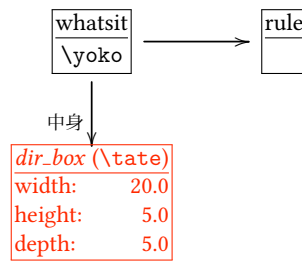 whatsit
\yoko
rule
中身
dir_box (\tate)
width: 20.0
height: 5.0
depth: 5.0